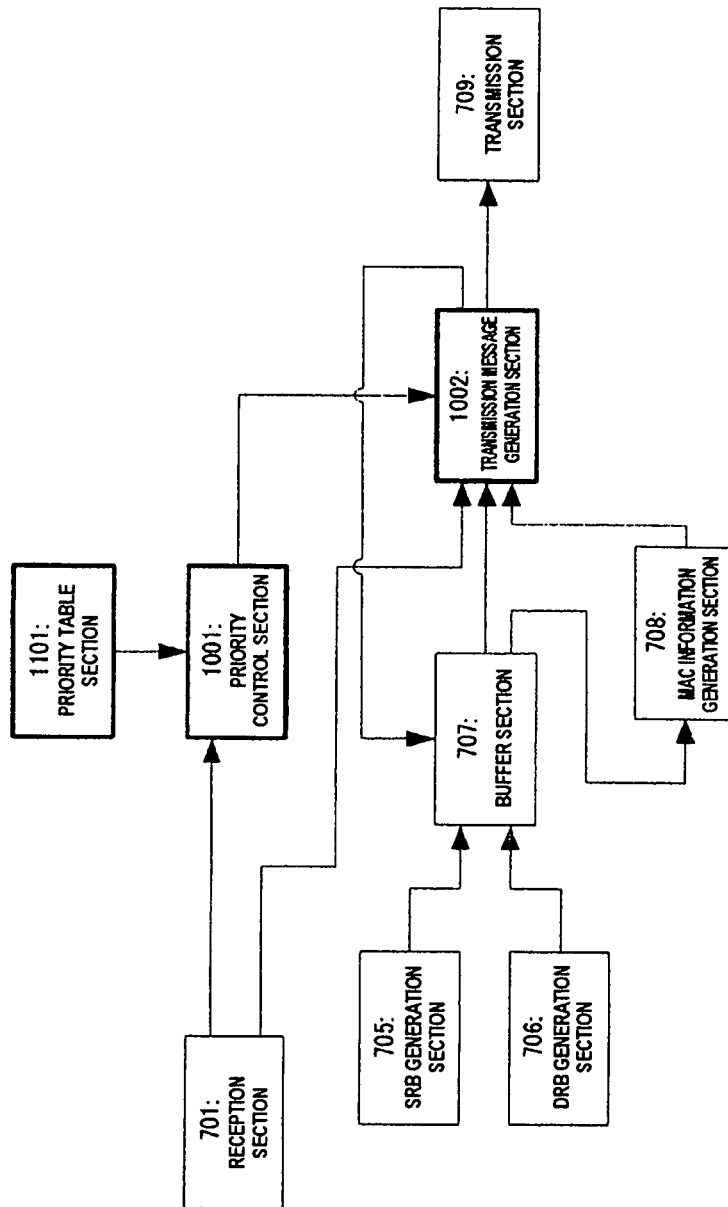 701:
RECEPTION
SECTION
705:
SRB GENERATION
SECTION
706:
DRB GENERATION
SECTION
1101:
PRIORITY TABLE
SECTION
1001:
PRIORITY
CONTROL SECTION
707:
BUFFER SECTION
708:
MAC INFORMATION
GENERATION SECTION
1002:
TRANSMISSION MESSAGE
GENERATION SECTION
709:
TRANSMISSION
SECTION